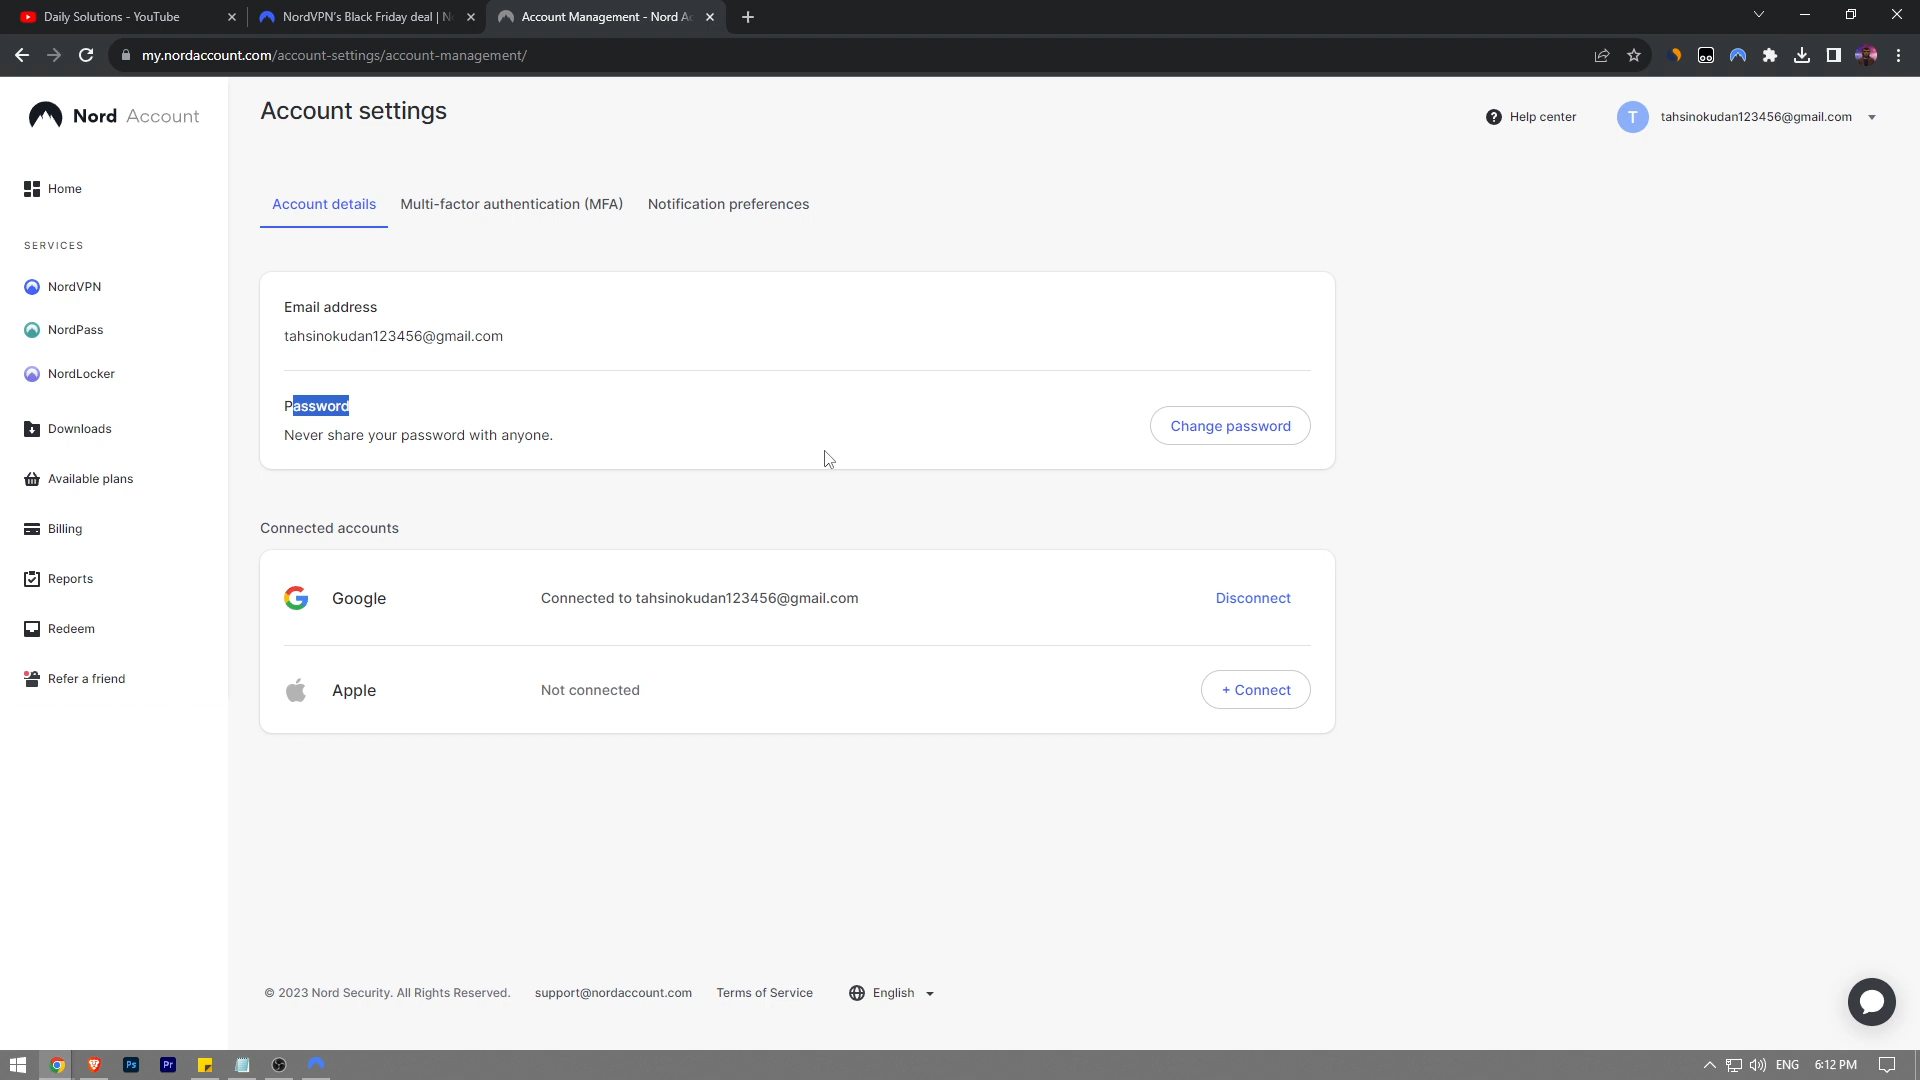 Daily Solutions - YouTube
NordVPN's Black Friday deal | N
Account Management - Nord A
my.nordaccount.com/account-settings/account-management/
Nord Account
Account settings
Help center
T
tahsinokudan123456@gmail.com
Home
Account details
Multi-factor authentication (MFA)
Notification preferences
SERVICES
NordVPN
NordPass
NordLocker
Downloads
Available plans
Billing
Reports
Redeem
Refer a friend
Email address
tahsinokudan123456@gmail.com
Password
Never share your password with anyone.
Change password
Connected accounts
Google
Connected to tahsinokudan123456@gmail.com
Disconnect
Apple
Not connected
+ Connect
© 2023 Nord Security. All Rights Reserved.
support@nordaccount.com
Terms of Service
English
Ps
Pr
ENG
6:12 PM